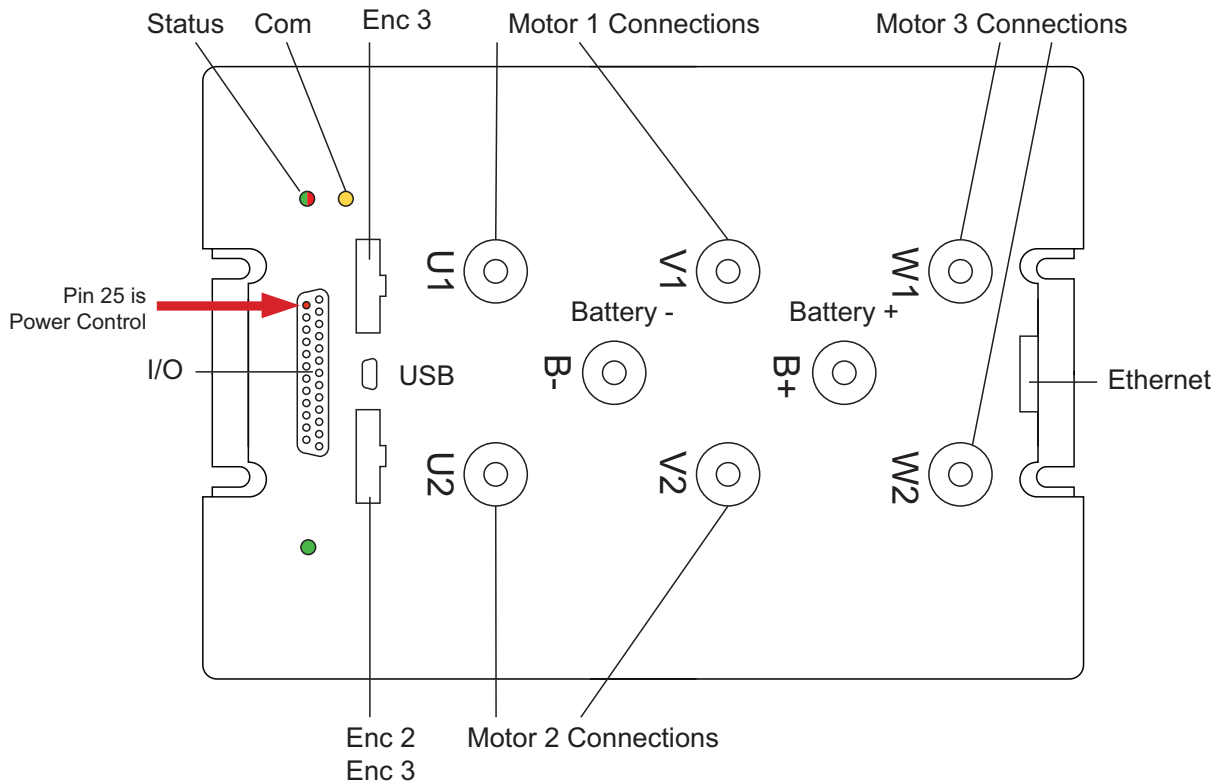 Status
Com
Enc 3
Motor 1 Connections
Motor 3 Connections
U1
V1
W1
Pin 25 is
Power Control
Battery -
Battery +
I/O
USB
B-
B+
Ethernet
U2
V2
W2
Enc 2
Enc 3
Motor 2 Connections